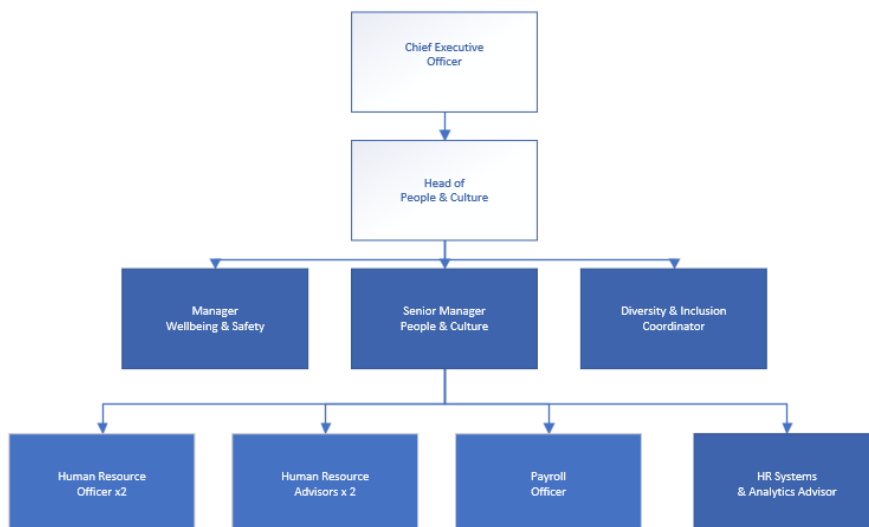 Chief Executive
Officer
Head of
People & Culture
Manager
Wellbeing & Safety
Senior Manager
People & Culture
Diversity & Inclusion
Coordinator
Human Resource
Officer x2
Human Resource
Advisors x 2
Payroll
Officer
HR Systems
& Analytics Advisor